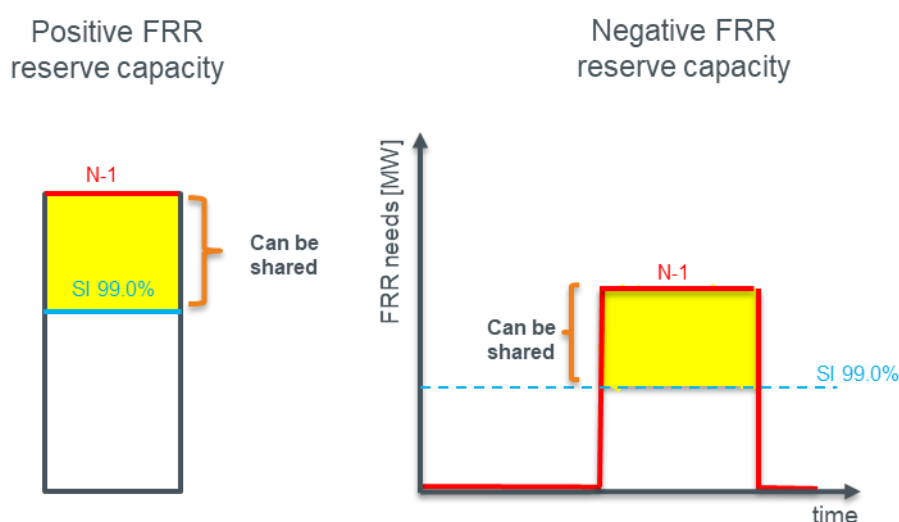 Positive FRR
reserve capacity
N-1
SI 99.0%
Can be
shared
Negative FRR
reserve capacity
FRR needs [MW]
N-1
Can be
shared
SI 99.0%
time